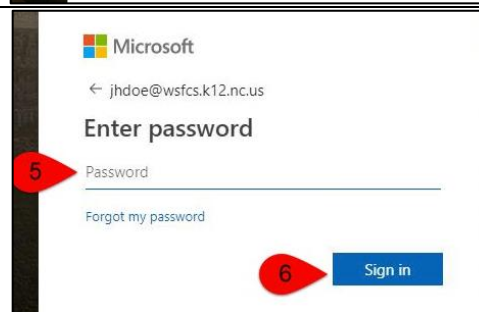 Microsoft
← jhdoe@wsfcs.k12.nc.us
Enter password
5
Password
Forgot my password
6
Sign in